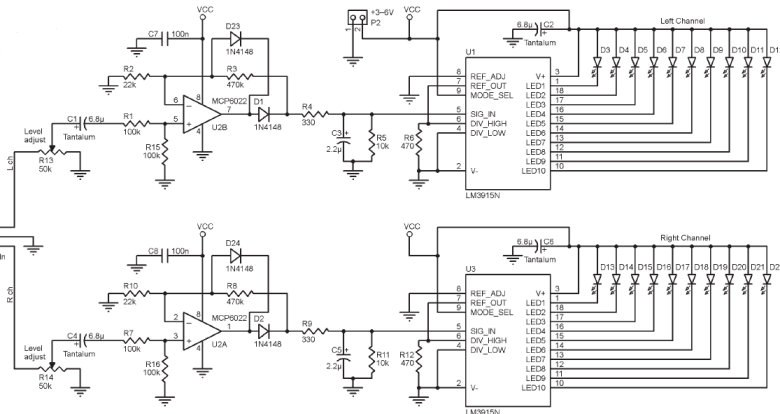 VCC
C7 100n
D23
1N4148
R2
22k
R3
470k
MCP6022
8
6
7
5
4
U2B
D1
1N4148
C1 6.8µ
Tantalum
R1
100k
R15
100k
Level
adjust
R13
50k
L ch
R4
330
C3
2.2µ
R5
10k
R6
470
+3–6V
P2
1
2
VCC
6.8µ C2
Tantalum
Left Channel
D3 D4 D5 D6 D7 D8 D9 D10 D11 D1
U1
8 REF_ADJ V+ 3
7 REF_OUT LED1 1
9 MODE_SEL LED2 18
LED3 17
5 SIG_IN LED4 16
6 DIV_HIGH LED5 15
4 DIV_LOW LED6 14
LED7 13
LED8 12
LED9 11
2 V- LED10 10
LM3915N
In
R ch
VCC
C8 100n
D24
1N4148
R10
22k
R8
470k
MCP6022
8
2
1
3
4
U2A
D2
1N4148
C4 6.8µ
Tantalum
R7
100k
R16
100k
Level
adjust
R14
50k
R9
330
C5
2.2µ
R11
10k
R12
470
VCC
6.8µ C6
Tantalum
Right Channel
D13 D14 D15 D16 D17 D18 D19 D20 D21 D2
U3
8 REF_ADJ V+ 3
7 REF_OUT LED1 1
9 MODE_SEL LED2 18
LED3 17
5 SIG_IN LED4 16
6 DIV_HIGH LED5 15
4 DIV_LOW LED6 14
LED7 13
LED8 12
LED9 11
2 V- LED10 10
LM3915N